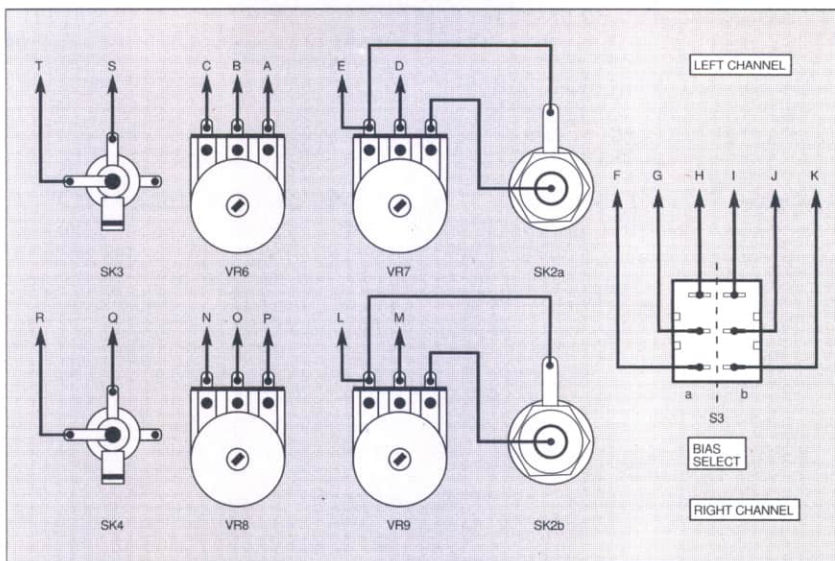 T S C B A E D
LEFT CHANNEL
F G H I J K
SK3 VR6 VR7 SK2a
R Q N O P L M
a b
S3
BIAS
SELECT
RIGHT CHANNEL
SK4 VR8 VR9 SK2b